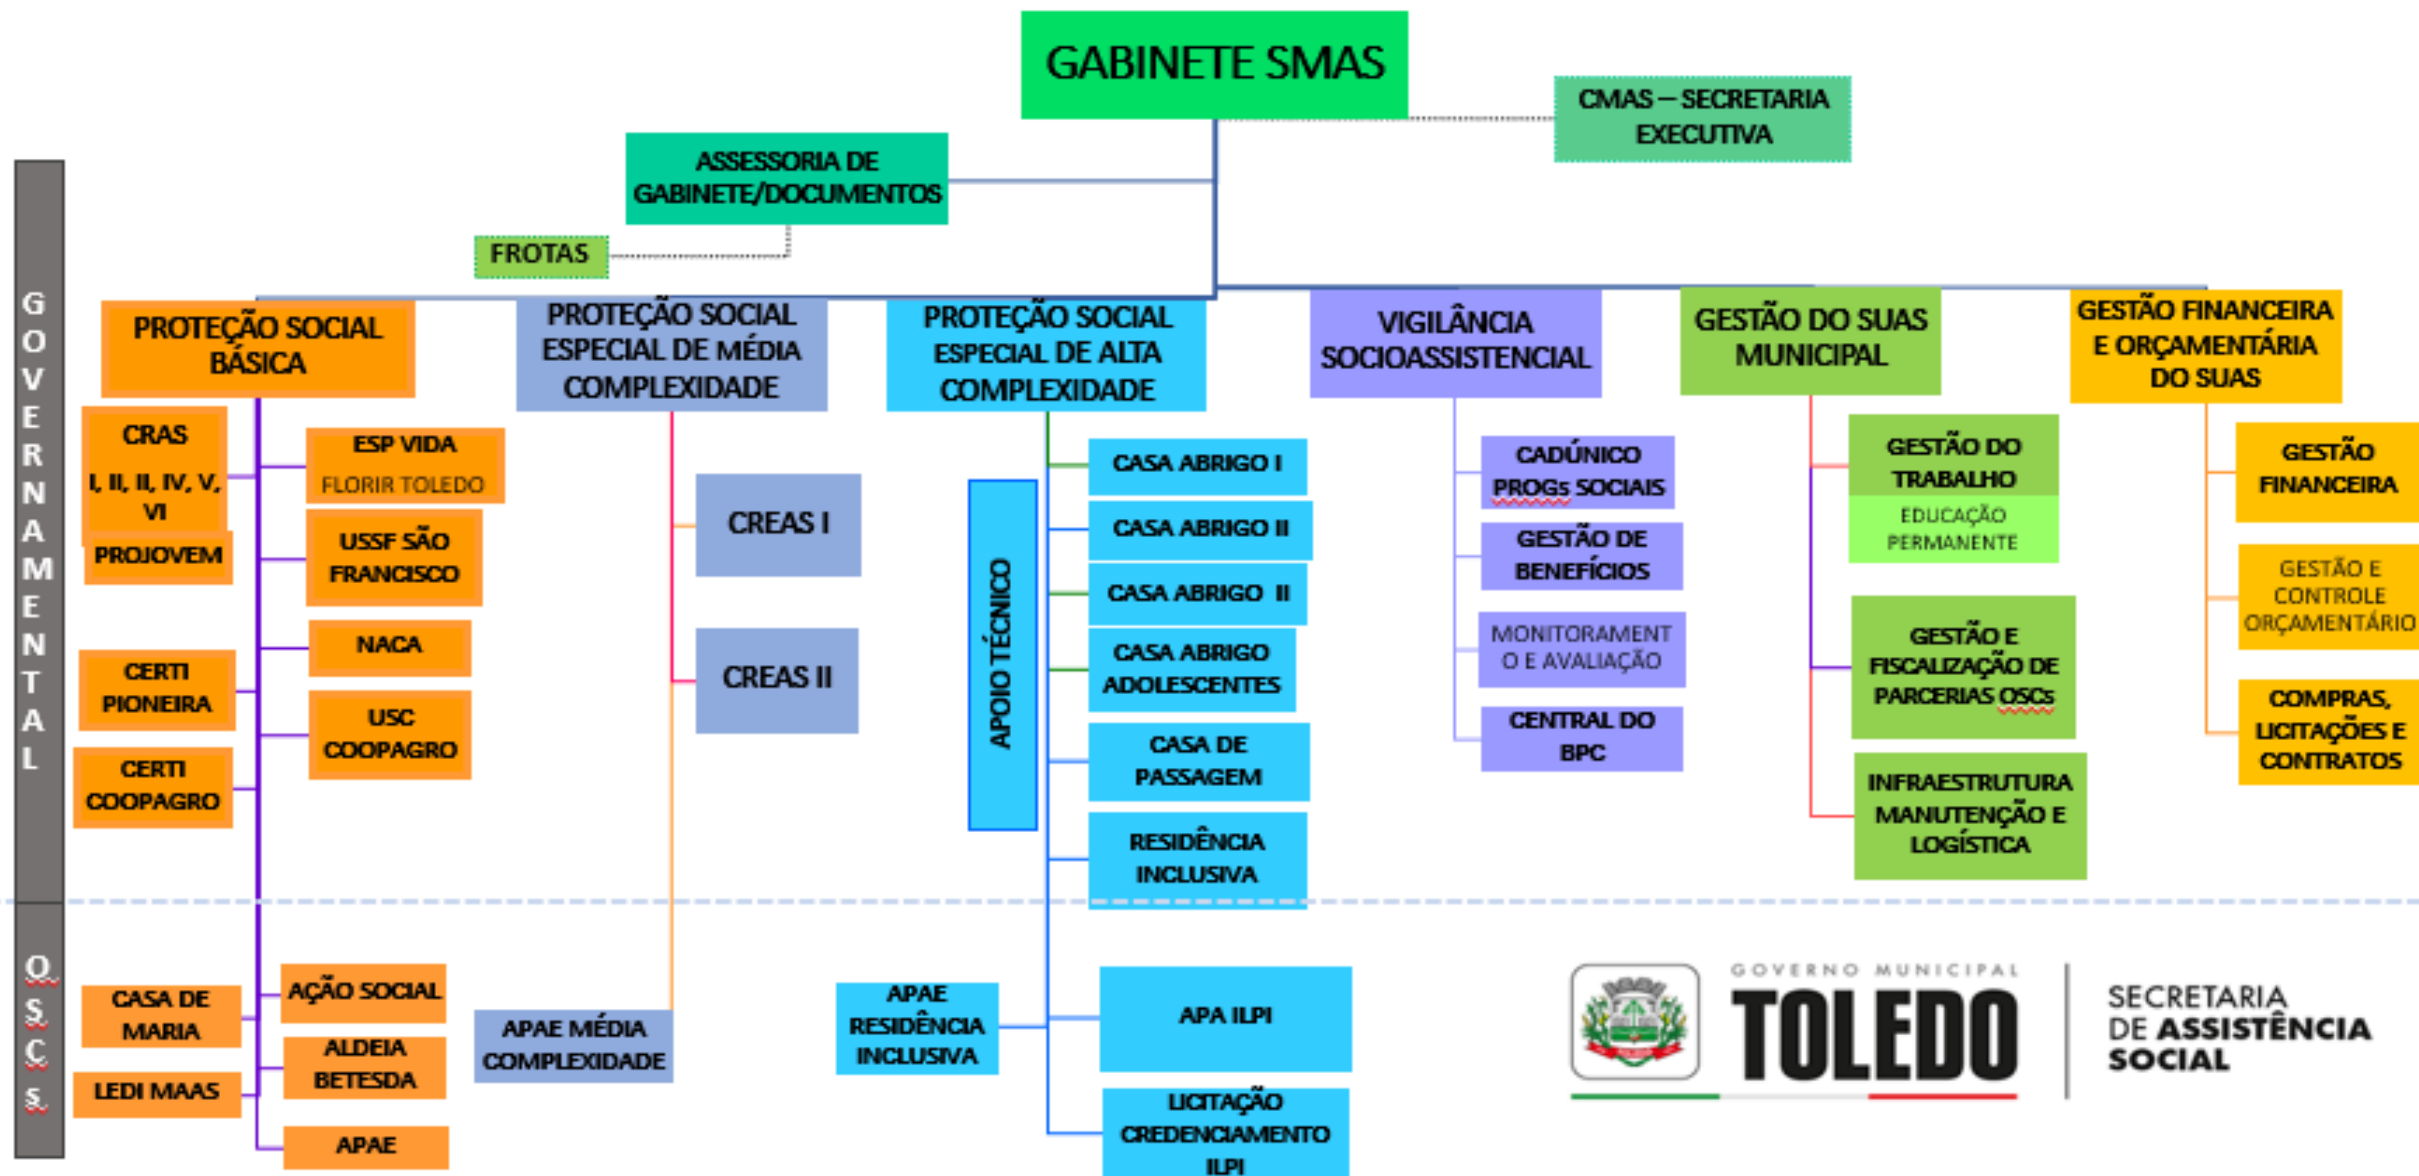 GABINETE SMAS
CMAS – SECRETARIA
EXECUTIVA
ASSESSORIA DE
GABINETE/DOCUMENTOS
FROTAS
GOVERNAMENTAL
PROTEÇÃO SOCIAL
BÁSICA
CRAS
I, II, II, IV, V,
VI
PROJOVEM
CERTI
PIONEIRA
CERTI
COOPAGRO
ESP VIDA
FLORIR TOLEDO
USSF SÃO
FRANCISCO
NACA
USC
COOPAGRO
PROTEÇÃO SOCIAL
ESPECIAL DE MÉDIA
COMPLEXIDADE
CREAS I
CREAS II
PROTEÇÃO SOCIAL
ESPECIAL DE ALTA
COMPLEXIDADE
APOIO TÉCNICO
CASA ABRIGO I
CASA ABRIGO II
CASA ABRIGO II
CASA ABRIGO
ADOLESCENTES
CASA DE
PASSAGEM
RESIDÊNCIA
INCLUSIVA
VIGILÂNCIA
SOCIOASSISTENCIAL
CADÚNICO
PROGs SOCIAIS
GESTÃO DE
BENEFÍCIOS
MONITORAMENT
O E AVALIAÇÃO
CENTRAL DO
BPC
GESTÃO DO SUAS
MUNICIPAL
GESTÃO DO
TRABALHO
EDUCAÇÃO
PERMANENTE
GESTÃO E
FISCALIZAÇÃO DE
PARCERIAS OSCs
INFRAESTRUTURA
MANUTENÇÃO E
LOGÍSTICA
GESTÃO FINANCEIRA
E ORÇAMENTÁRIA
DO SUAS
GESTÃO
FINANCEIRA
GESTÃO E
CONTROLE
ORÇAMENTÁRIO
COMPRAS,
LICITAÇÕES E
CONTRATOS
OSCs
CASA DE
MARIA
LEDI MAAS
AÇÃO SOCIAL
ALDEIA
BETESDA
APAE
APAE MÉDIA
COMPLEXIDADE
APAE
RESIDÊNCIA
INCLUSIVA
APA ILPI
LICITAÇÃO
CREDENCIAMENTO
ILPI
GOVERNO MUNICIPAL
TOLEDO
SECRETARIA
DE ASSISTÊNCIA
SOCIAL